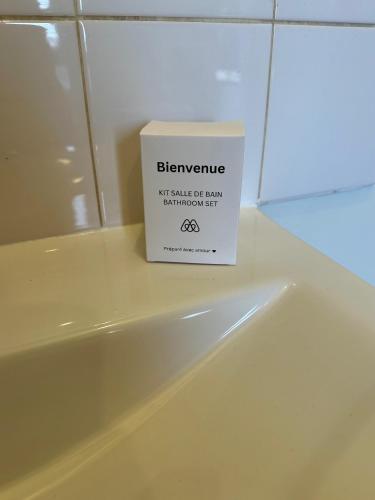 Bienvenue
KIT SALLE DE BAIN
BATHROOM SET
Préparé avec amour ❤